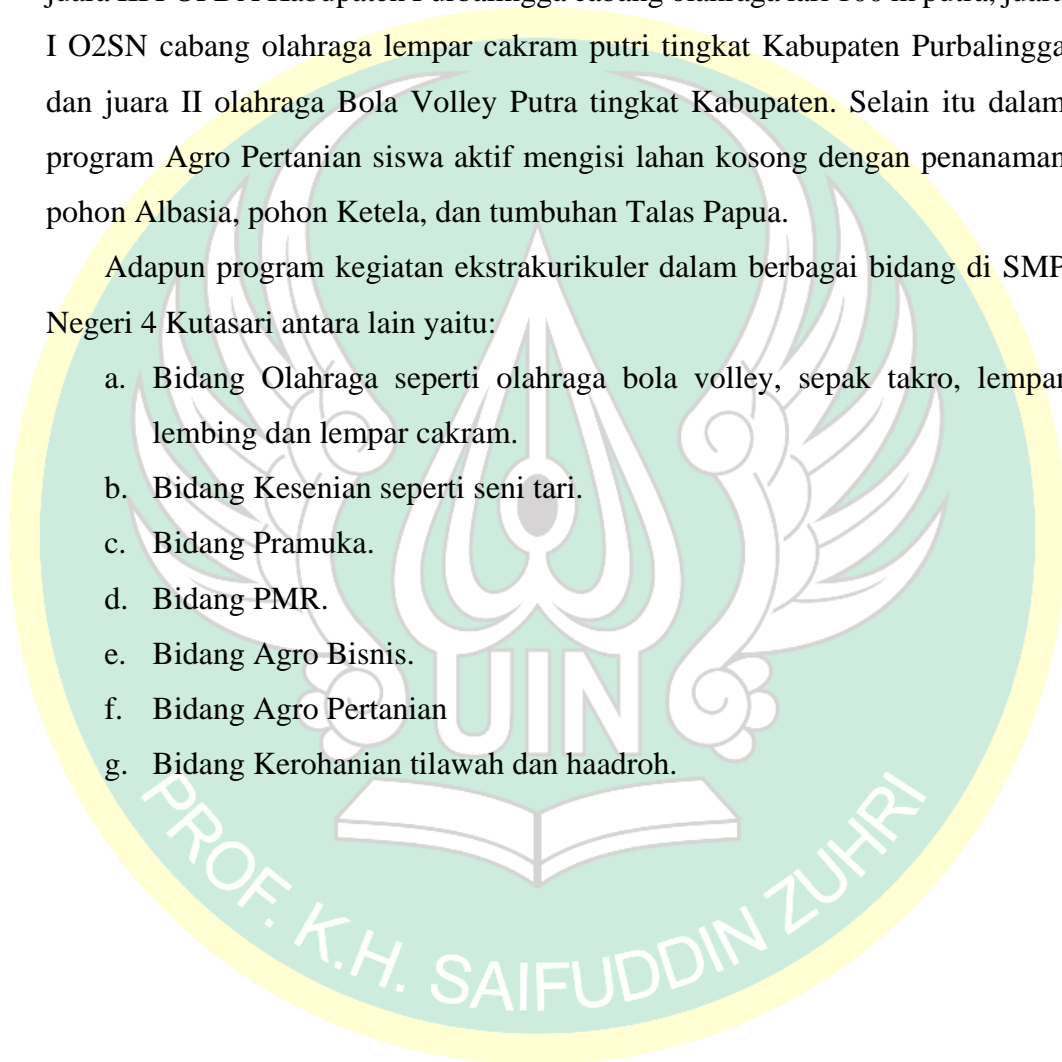 I O2SN cabang olahraga lempar cakram putri tingkat Kabupaten Purbalingga
dan juara II olahraga Bola Volley Putra tingkat Kabupaten. Selain itu dalam
program Agro Pertanian siswa aktif mengisi lahan kosong dengan penanaman
pohon Albasia, pohon Ketela, dan tumbuhan Talas Papua.
Adapun program kegiatan ekstrakurikuler dalam berbagai bidang di SMP
Negeri 4 Kutasari antara lain yaitu:
a. Bidang Olahraga seperti olahraga bola volley, sepak takro, lempar
lembing dan lempar cakram.
b. Bidang Kesenian seperti seni tari.
c. Bidang Pramuka.
d. Bidang PMR.
e. Bidang Agro Bisnis.
f. Bidang Agro Pertanian
g. Bidang Kerohanian tilawah dan haadroh.
UIN
PROF. K.H. SAIFUDDIN ZUHRI